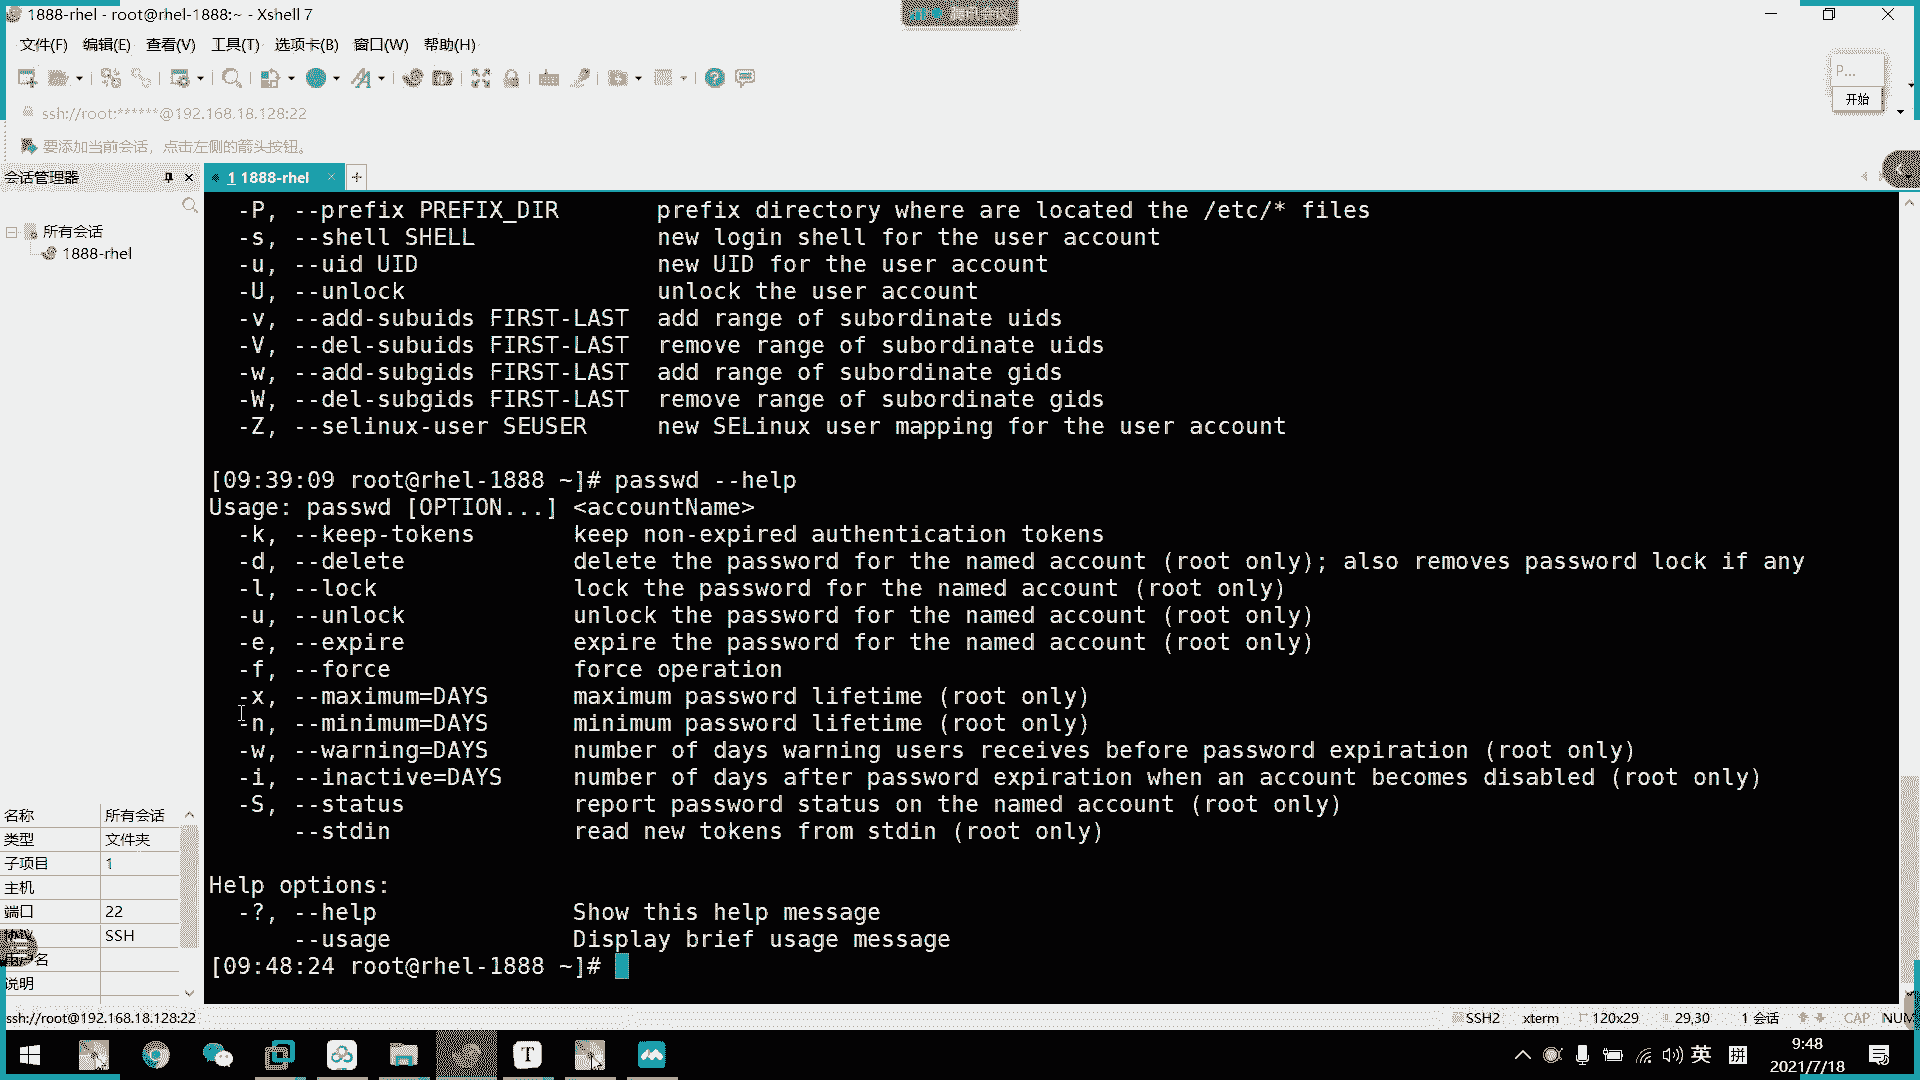 1888-rhel - root@rhel-1888:~ - Xshell 7
文件(F) 编辑(E) 查看(V) 工具(T) 选项卡(B) 窗口(W) 帮助(H)
P...
开始
ssh://root:******@192.168.18.128:22
要添加当前会话，点击左侧的箭头按钮。
会话管理器
1 1888-rhel
所有会话
1888-rhel
-P, --prefix PREFIX_DIR       prefix directory where are located the /etc/* files
-s, --shell SHELL             new login shell for the user account
-u, --uid UID                 new UID for the user account
-U, --unlock                  unlock the user account
-v, --add-subuids FIRST-LAST  add range of subordinate uids
-V, --del-subuids FIRST-LAST  remove range of subordinate uids
-w, --add-subgids FIRST-LAST  add range of subordinate gids
-W, --del-subgids FIRST-LAST  remove range of subordinate gids
-Z, --selinux-user SEUSER     new SELinux user mapping for the user account
[09:39:09 root@rhel-1888 ~]# passwd --help
Usage: passwd [OPTION...] <accountName>
-k, --keep-tokens       keep non-expired authentication tokens
-d, --delete            delete the password for the named account (root only); also removes password lock if any
-l, --lock              lock the password for the named account (root only)
-u, --unlock            unlock the password for the named account (root only)
-e, --expire            expire the password for the named account (root only)
-f, --force             force operation
-x, --maximum=DAYS      maximum password lifetime (root only)
-n, --minimum=DAYS      minimum password lifetime (root only)
-w, --warning=DAYS      number of days warning users receives before password expiration (root only)
-i, --inactive=DAYS     number of days after password expiration when an account becomes disabled (root only)
-S, --status            report password status on the named account (root only)
--stdin             read new tokens from stdin (root only)
Help options:
-?, --help              Show this help message
--usage             Display brief usage message
[09:48:24 root@rhel-1888 ~]#
名称 所有会话
类型 文件夹
子项目 1
主机
端口 22
SSH
说明
ssh://root@192.168.18.128:22
SSH2 xterm 120x29 29,30 1 会话 CAP NUM
英 拼
9:48
2021/7/18